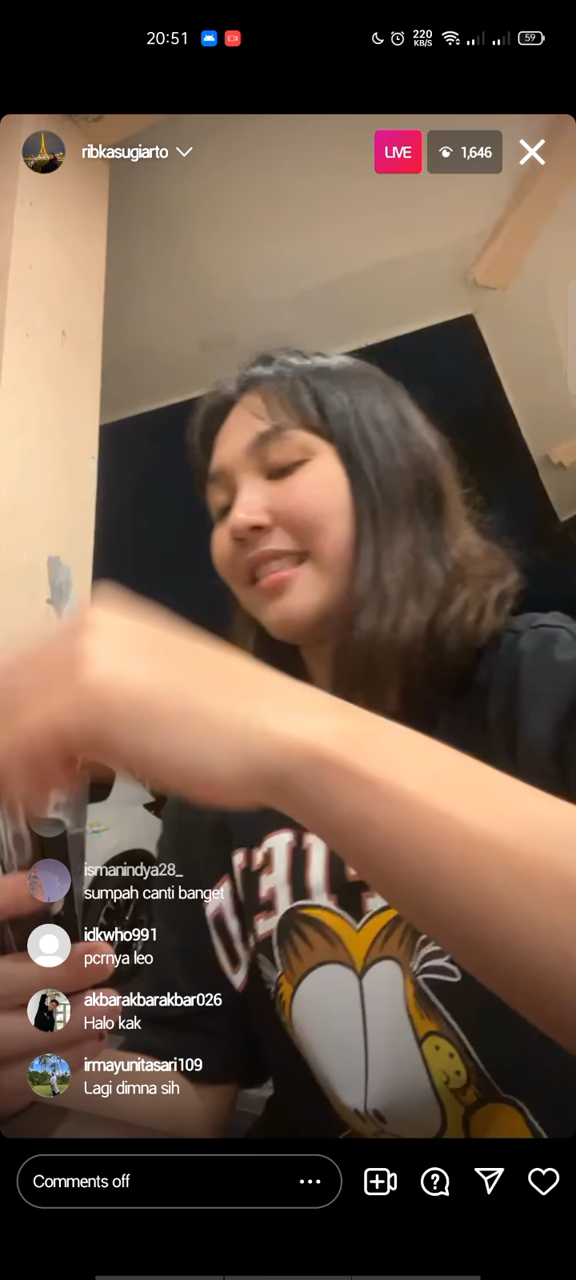 20:51
220
KB/S
59
ribkasugiarto
LIVE
1,646
ismanindya28_
sumpah canti banget
idkwho991
pcrnya leo
akbarakbarakbar026
Halo kak
irmayunitasari109
Lagi dimna sih
Comments off